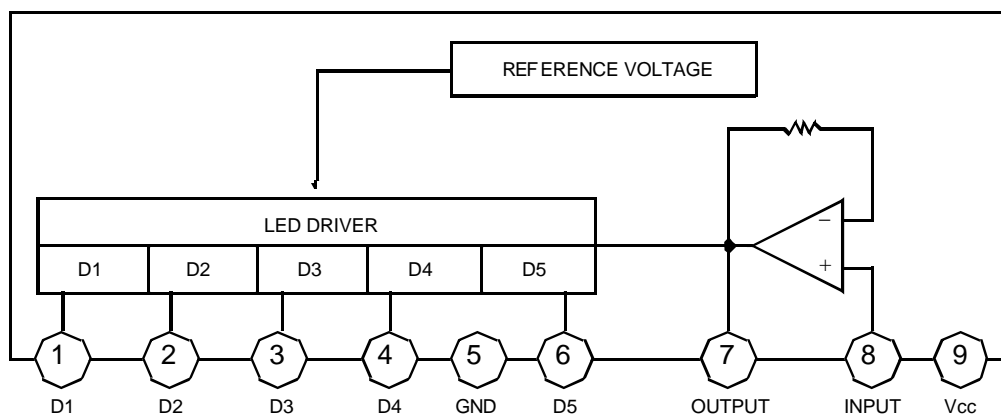 REFERENCE VOLTAGE
LED DRIVER
D1 D2 D3 D4 D5
−
+
1 2 3 4 5 6 7 8 9
D1 D2 D3 D4 GND D5 OUTPUT INPUT Vcc